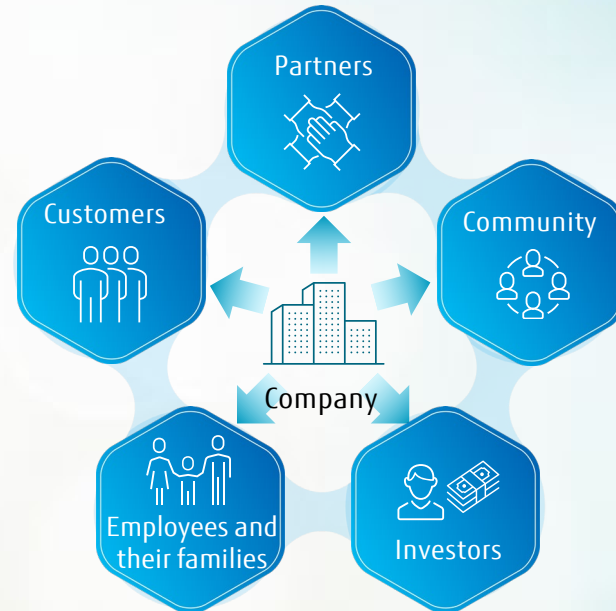 Partners
Customers
Community
Company
Employees and
their families
Investors